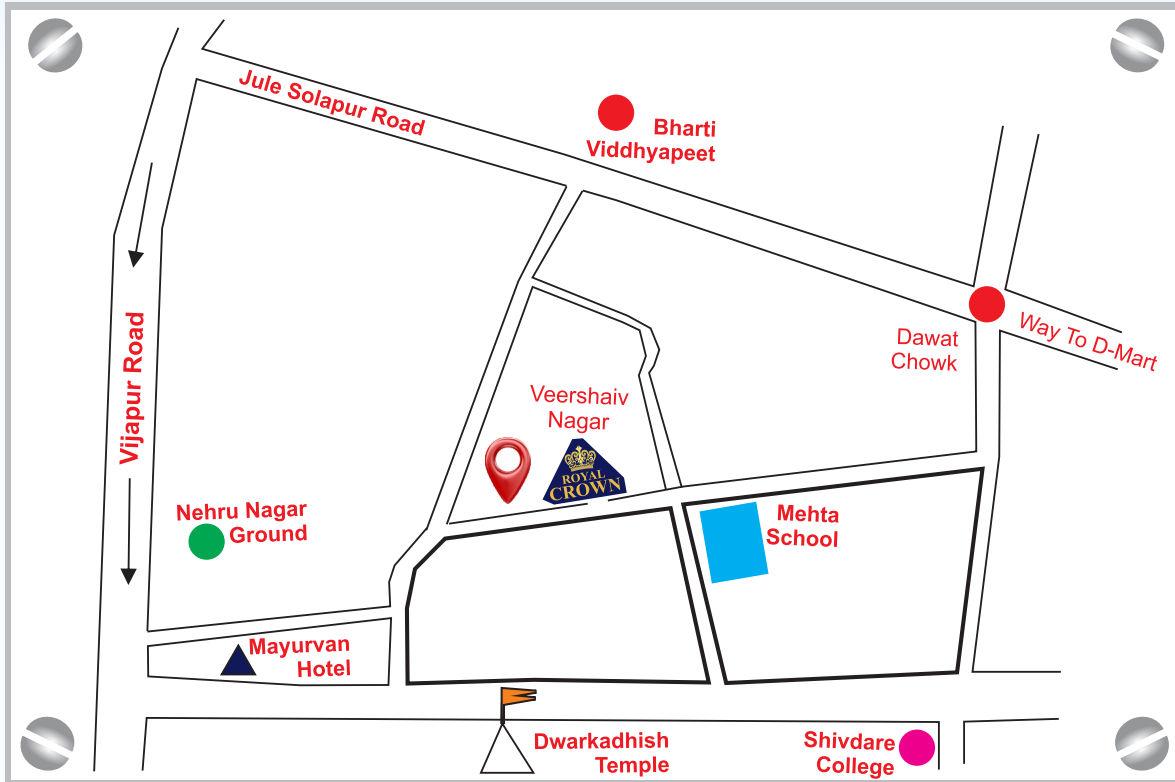 Jule Solapur Road
Bharti
Viddhyapeet
Vijapur Road
Way To D-Mart
Dawat
Chowk
Veershaiv
Nagar
ROYAL
CROWN
Nehru Nagar
Ground
Mehta
School
Mayurvan
Hotel
Dwarkadhish
Temple
Shivdare
College